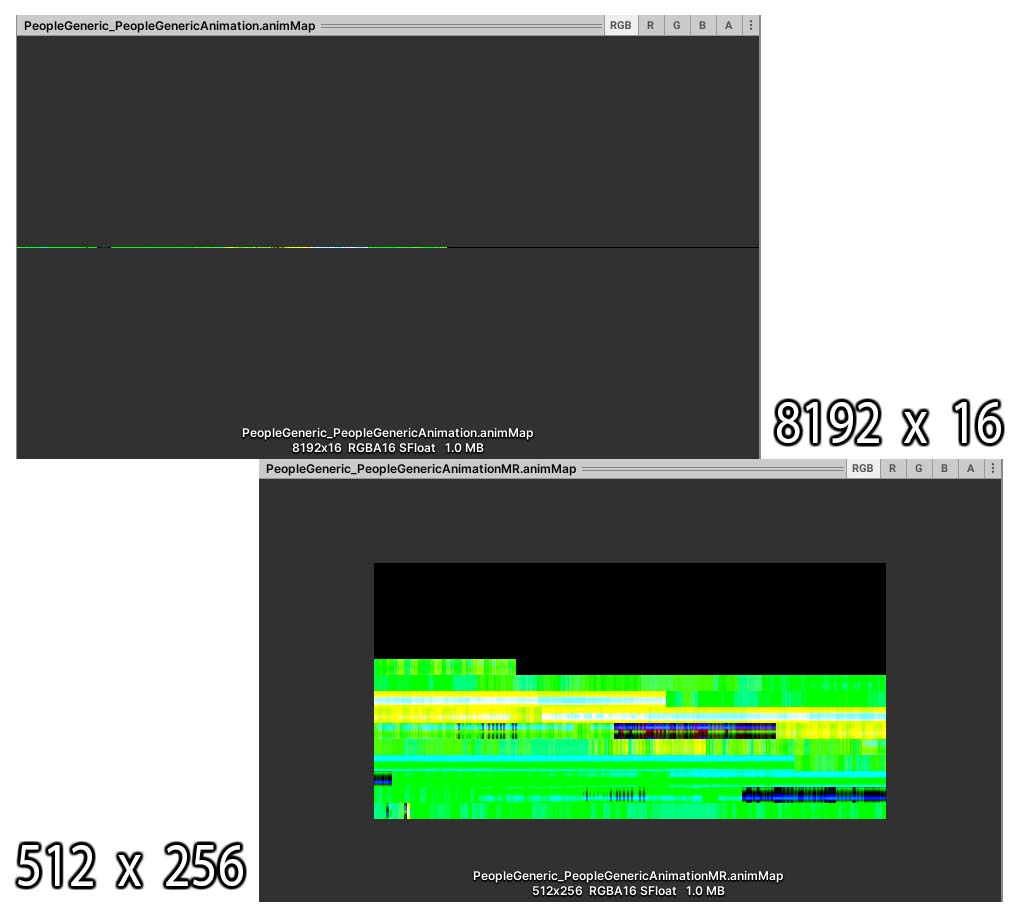 PeopleGeneric_PeopleGenericAnimation.animMap RGB R G B A
PeopleGeneric_PeopleGenericAnimation.animMap
8192x16 RGBA16 SFloat 1.0 MB
8192 x 16
PeopleGeneric_PeopleGenericAnimationMR.animMap RGB R G B A
512 x 256
PeopleGeneric_PeopleGenericAnimationMR.animMap
512x256 RGBA16 SFloat 1.0 MB